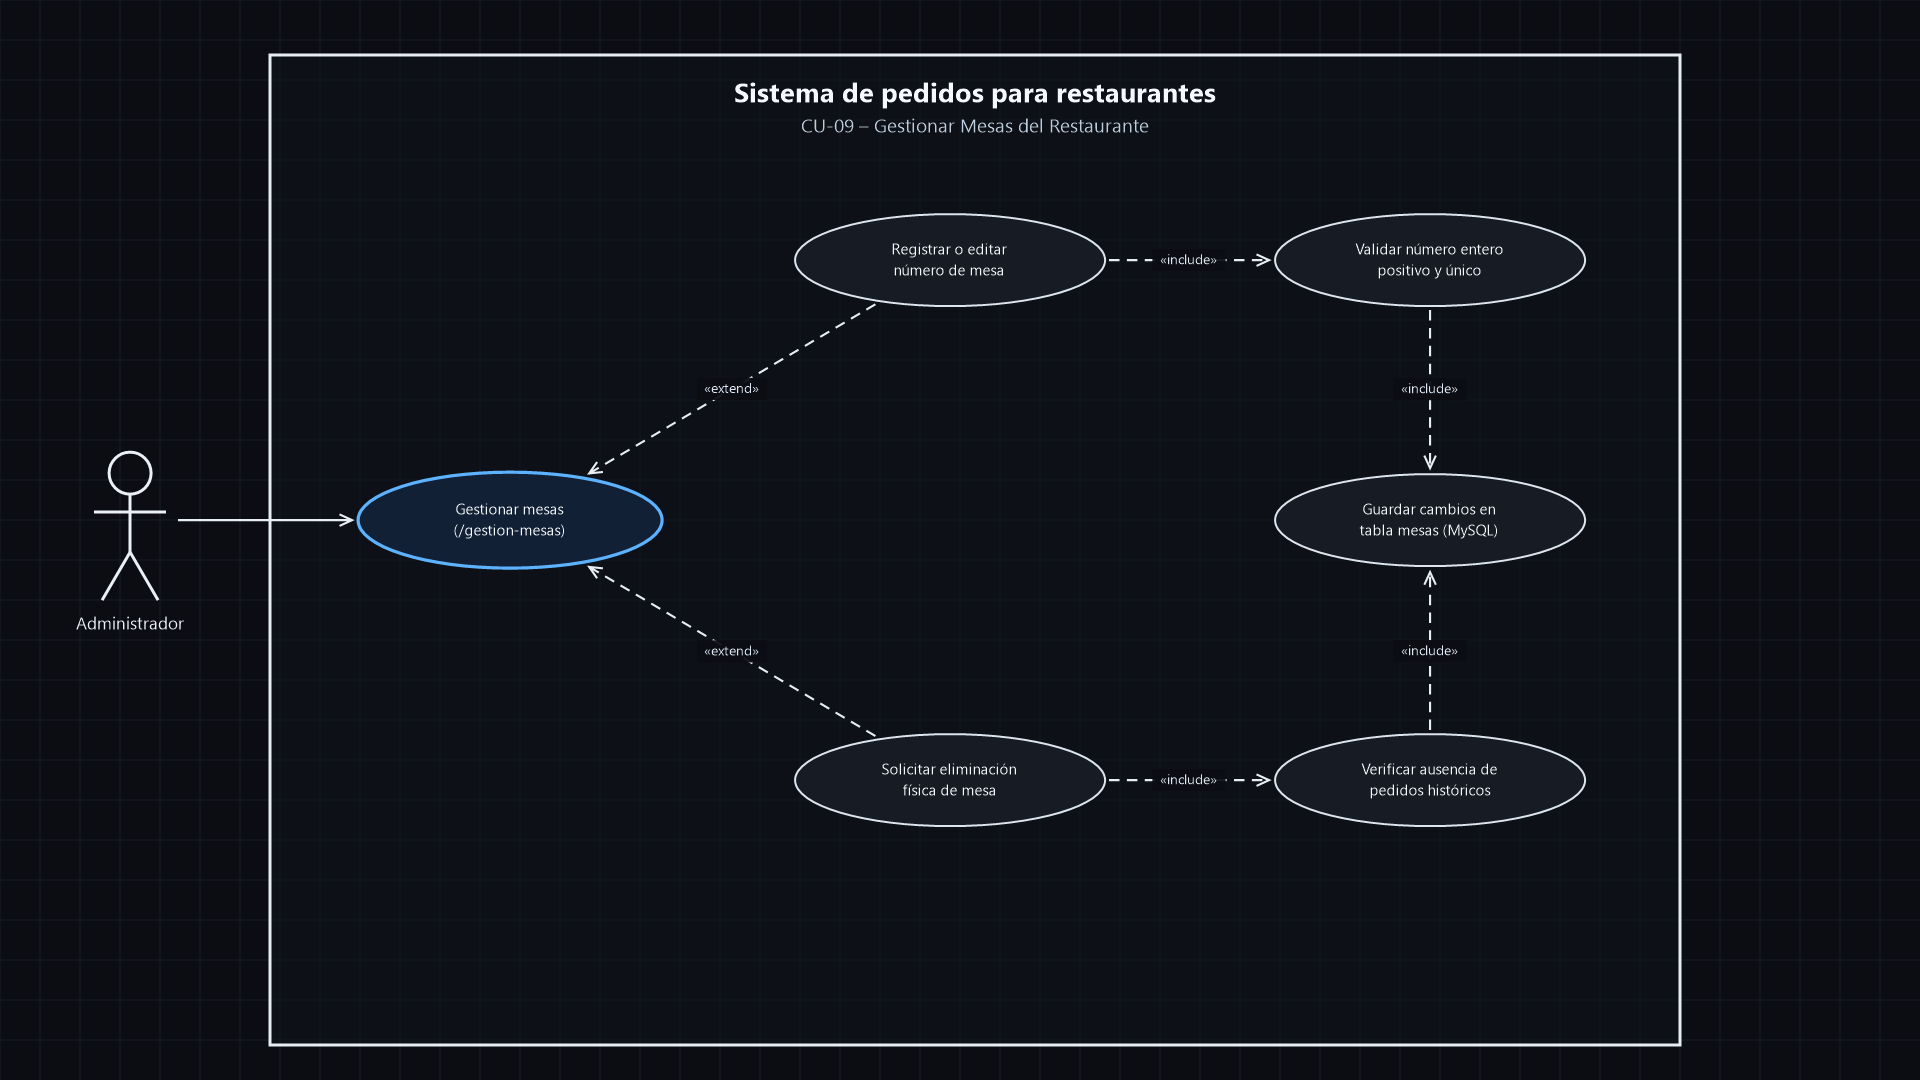 Sistema de pedidos para restaurantes
CU-09 – Gestionar Mesas del Restaurante
Registrar o editar
número de mesa
«include»
Validar número entero
positivo y único
«extend»
«include»
Administrador
Gestionar mesas
(/gestion-mesas)
Guardar cambios en
tabla mesas (MySQL)
«extend»
«include»
Solicitar eliminación
física de mesa
«include»
Verificar ausencia de
pedidos históricos